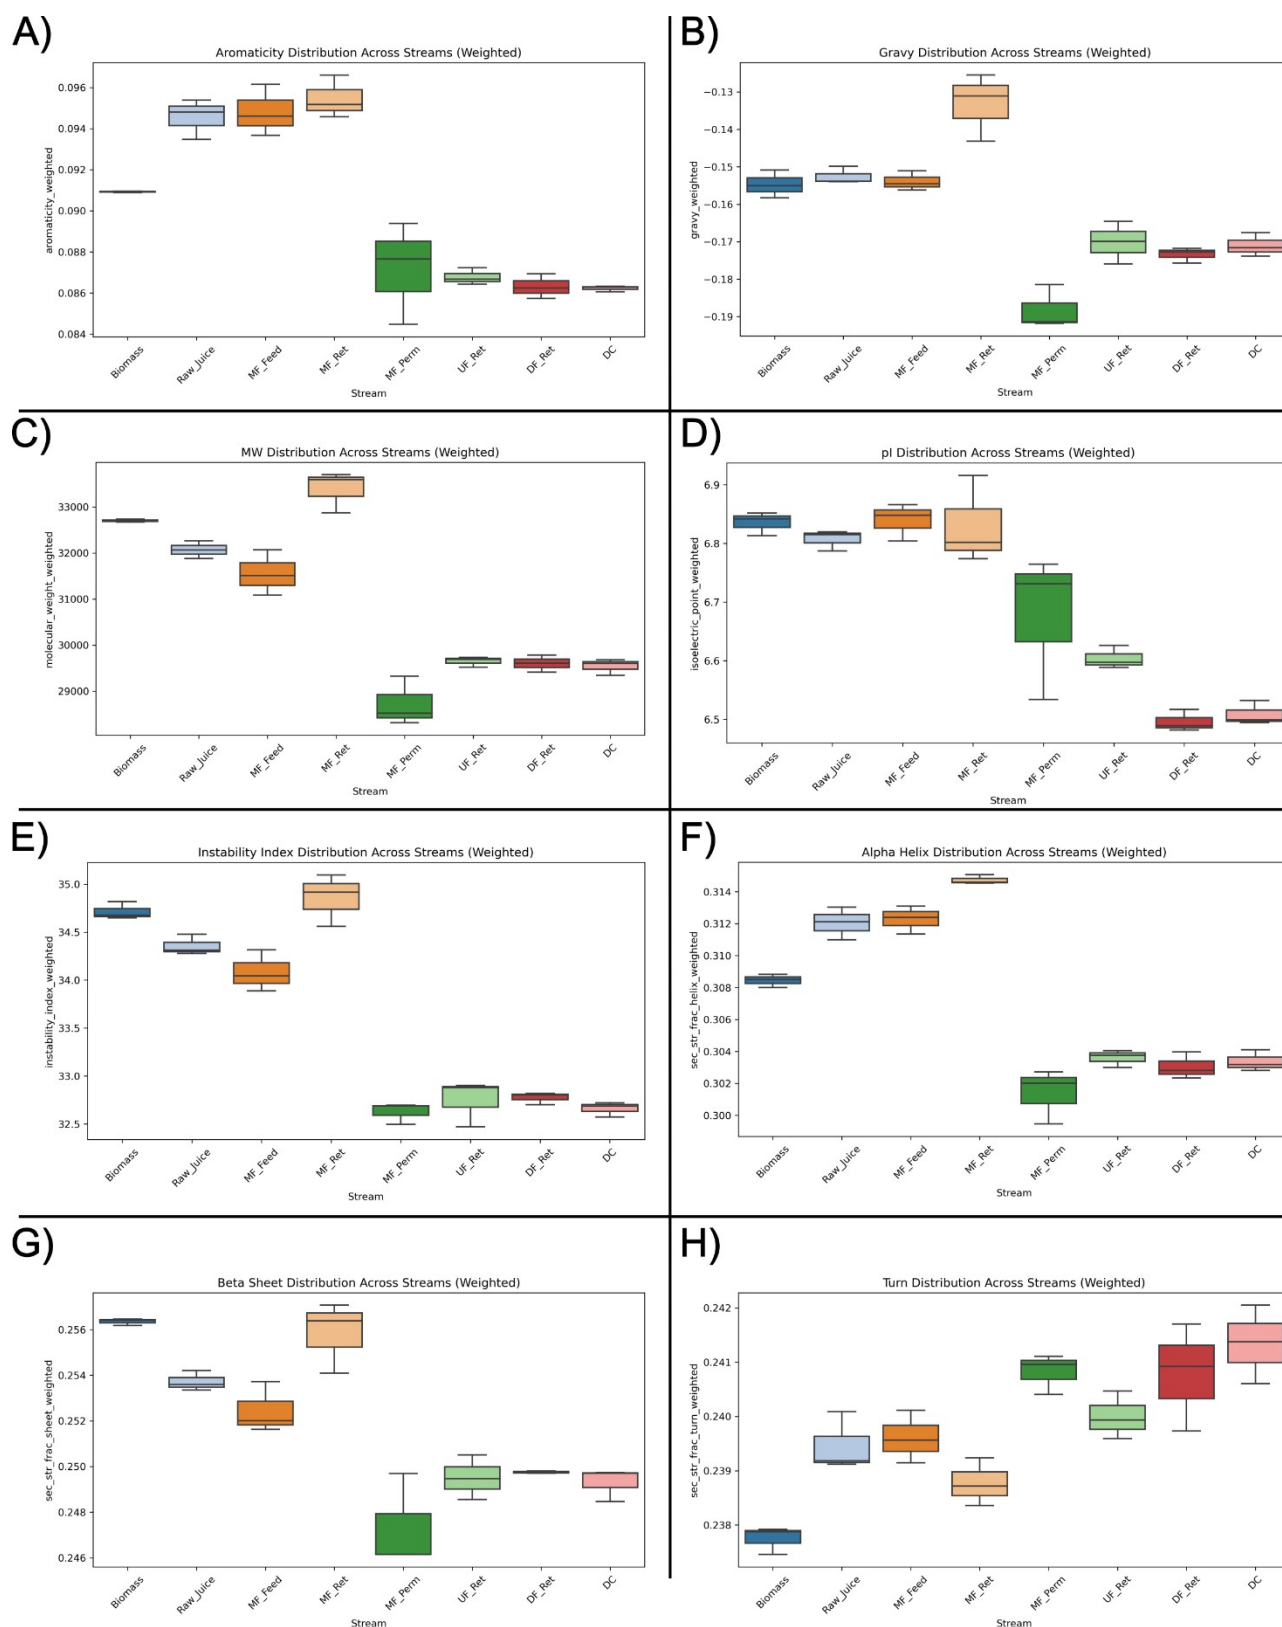 A)
Aromaticity Distribution Across Streams (Weighted)
aromaticity_weighted
0.096
0.094
0.092
0.090
0.088
0.086
0.084
Biomass
Raw_Juice
MF_Feed
MF_Ret
MF_Perm
UF_Ret
DF_Ret
DC
Stream
B)
Gravy Distribution Across Streams (Weighted)
gravy_weighted
−0.13
−0.14
−0.15
−0.16
−0.17
−0.18
−0.19
Biomass
Raw_Juice
MF_Feed
MF_Ret
MF_Perm
UF_Ret
DF_Ret
DC
Stream
C)
MW Distribution Across Streams (Weighted)
molecular_weight_weighted
33000
32000
31000
30000
29000
Biomass
Raw_Juice
MF_Feed
MF_Ret
MF_Perm
UF_Ret
DF_Ret
DC
Stream
D)
pI Distribution Across Streams (Weighted)
isoelectric_point_weighted
6.9
6.8
6.7
6.6
6.5
Biomass
Raw_Juice
MF_Feed
MF_Ret
MF_Perm
UF_Ret
DF_Ret
DC
Stream
E)
Instability Index Distribution Across Streams (Weighted)
instability_index_weighted
35.0
34.5
34.0
33.5
33.0
32.5
Biomass
Raw_Juice
MF_Feed
MF_Ret
MF_Perm
UF_Ret
DF_Ret
DC
Stream
F)
Alpha Helix Distribution Across Streams (Weighted)
sec_str_frac_helix_weighted
0.314
0.312
0.310
0.308
0.306
0.304
0.302
0.300
Biomass
Raw_Juice
MF_Feed
MF_Ret
MF_Perm
UF_Ret
DF_Ret
DC
Stream
G)
Beta Sheet Distribution Across Streams (Weighted)
sec_str_frac_sheet_weighted
0.256
0.254
0.252
0.250
0.248
0.246
Biomass
Raw_Juice
MF_Feed
MF_Ret
MF_Perm
UF_Ret
DF_Ret
DC
Stream
H)
Turn Distribution Across Streams (Weighted)
sec_str_frac_turn_weighted
0.242
0.241
0.240
0.239
0.238
Biomass
Raw_Juice
MF_Feed
MF_Ret
MF_Perm
UF_Ret
DF_Ret
DC
Stream